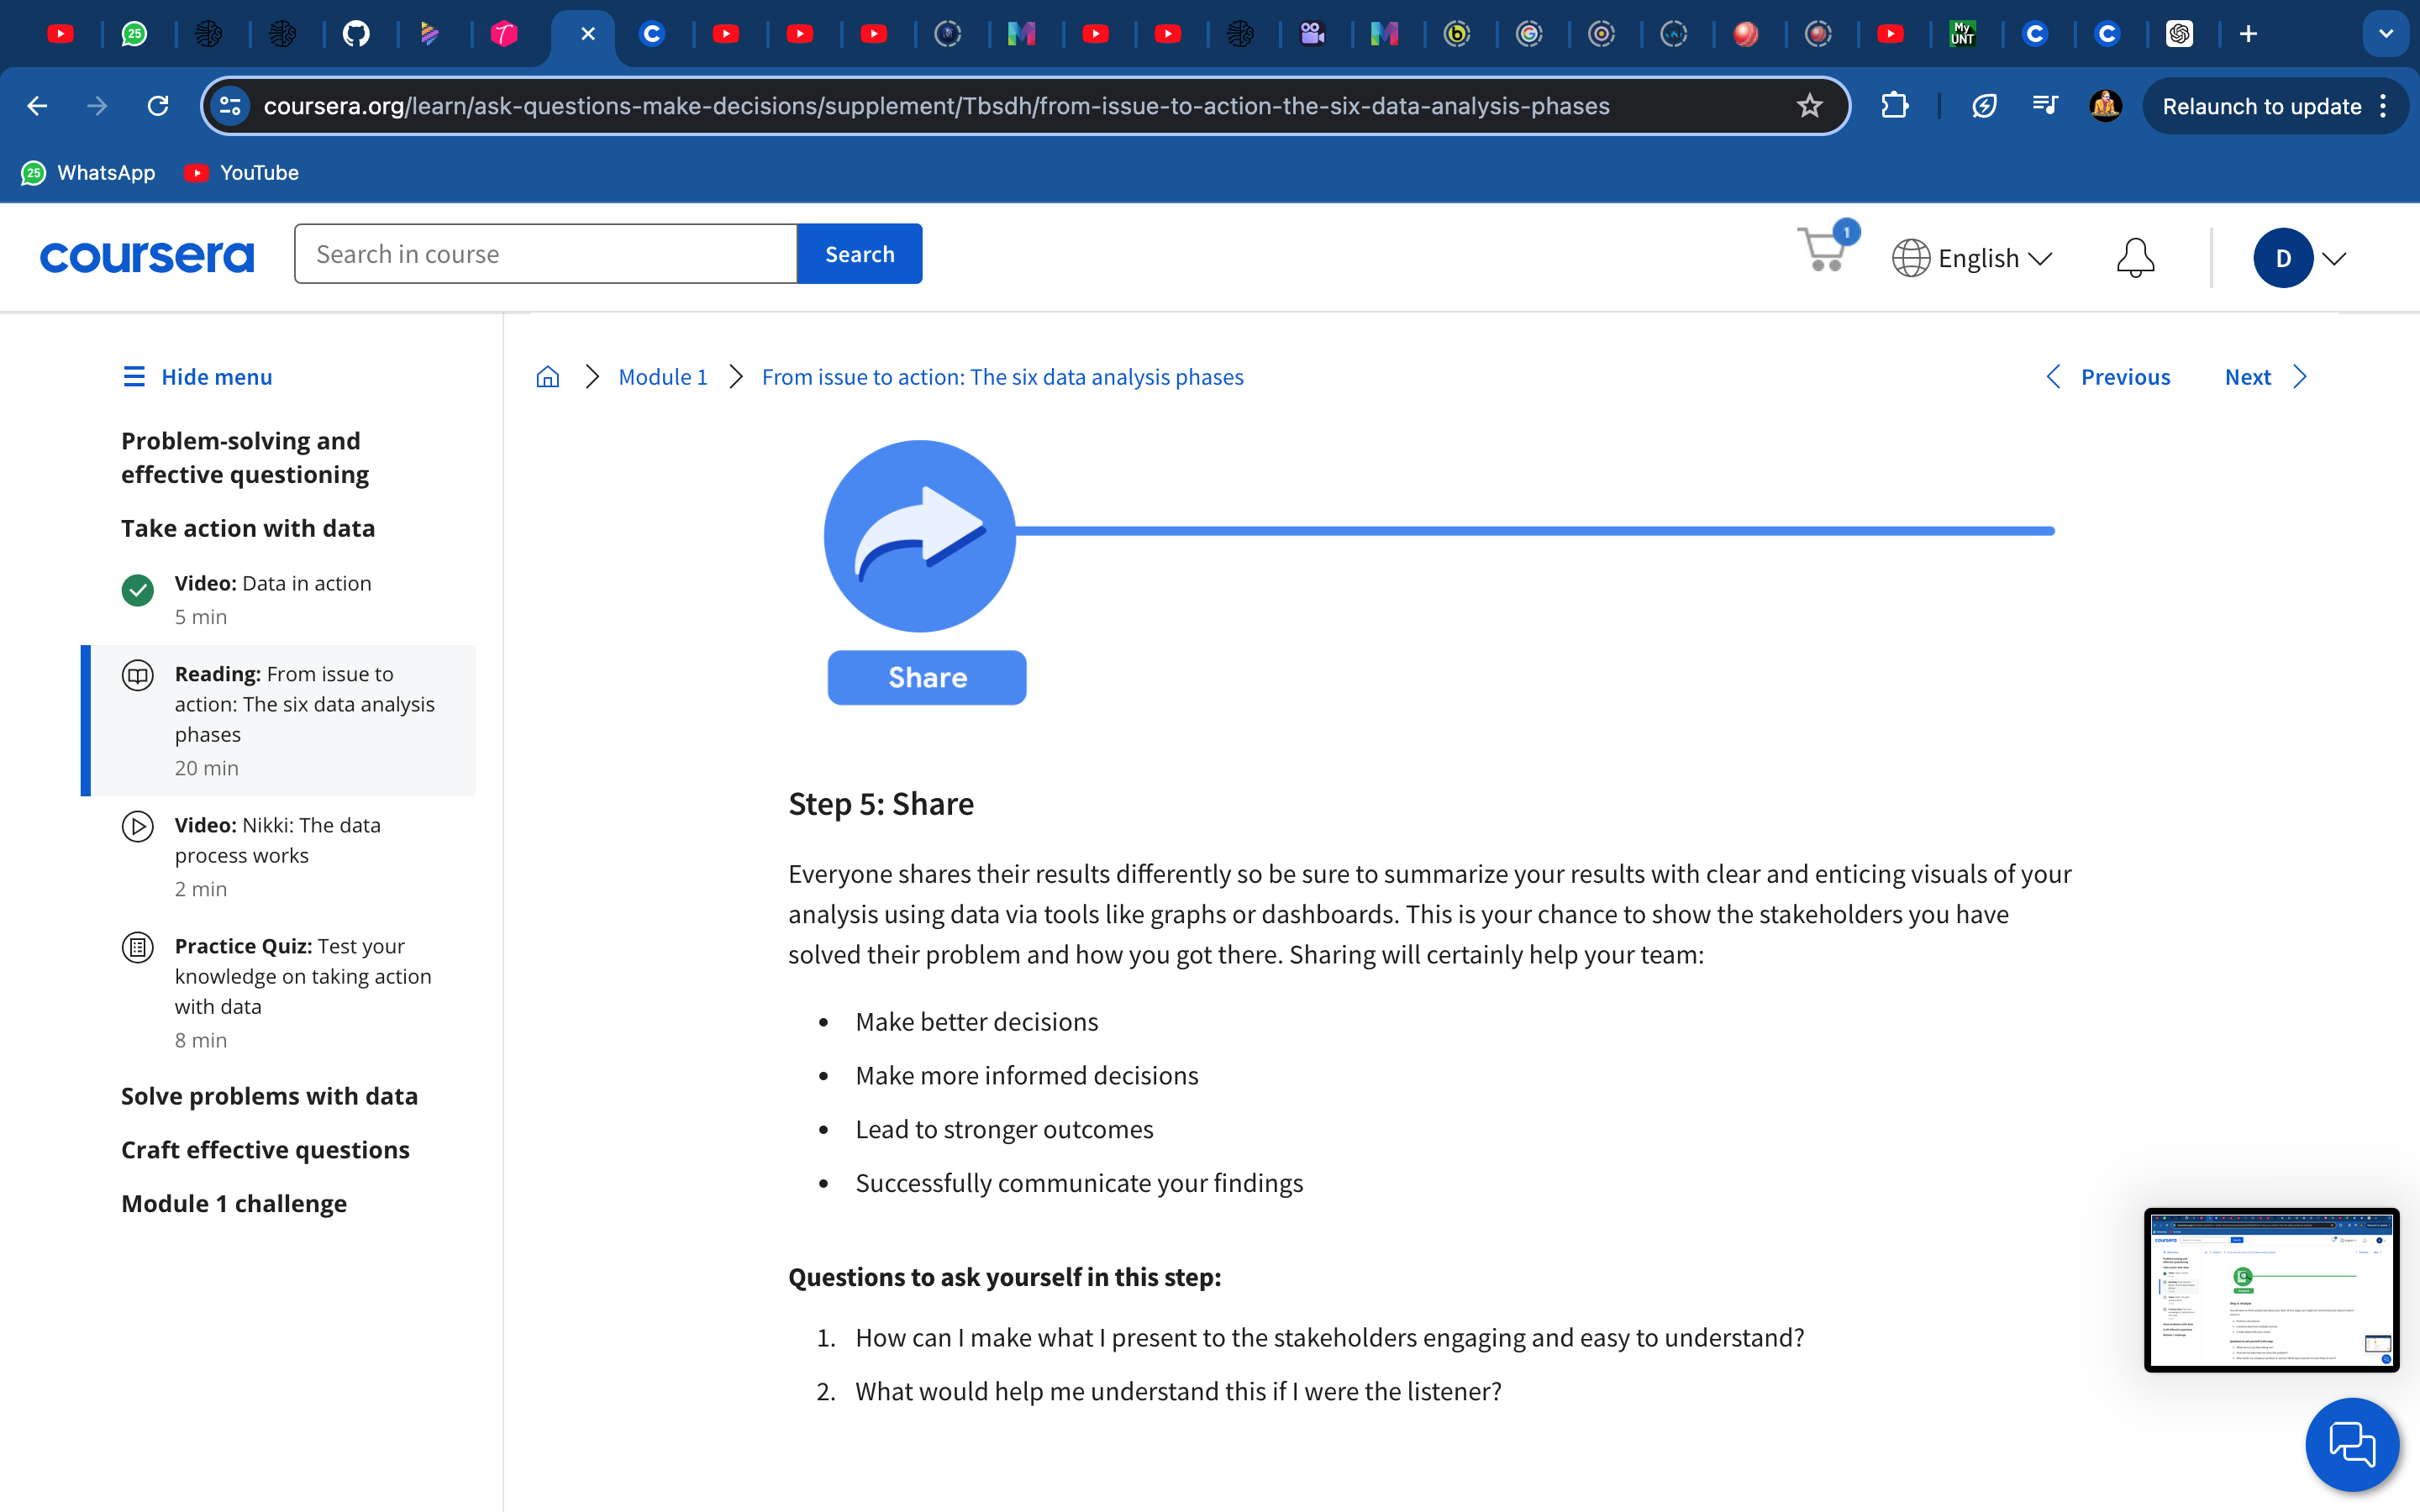 25
My
UNT
coursera.org/learn/ask-questions-make-decisions/supplement/Tbsdh/from-issue-to-action-the-six-data-analysis-phases
Relaunch to update
25 WhatsApp
YouTube
coursera
Search in course
Search
1
English
D
Hide menu
Module 1
From issue to action: The six data analysis phases
Previous
Next
Problem-solving and
effective questioning
Take action with data
Video: Data in action
5 min
Reading: From issue to
action: The six data analysis
phases
20 min
Video: Nikki: The data
process works
2 min
Practice Quiz: Test your
knowledge on taking action
with data
8 min
Solve problems with data
Craft effective questions
Module 1 challenge
Share
Step 5: Share
Everyone shares their results differently so be sure to summarize your results with clear and enticing visuals of your
analysis using data via tools like graphs or dashboards. This is your chance to show the stakeholders you have
solved their problem and how you got there. Sharing will certainly help your team:
• Make better decisions
• Make more informed decisions
• Lead to stronger outcomes
• Successfully communicate your findings
Questions to ask yourself in this step:
1. How can I make what I present to the stakeholders engaging and easy to understand?
2. What would help me understand this if I were the listener?
coursera